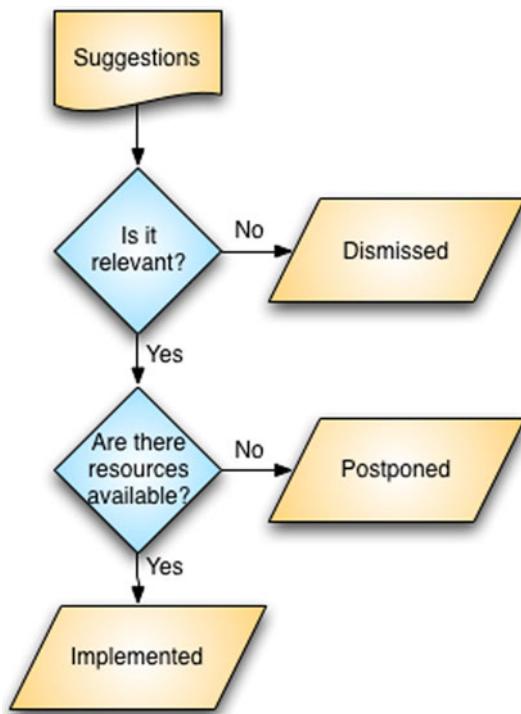 Suggestions
Is it
relevant?
No
Dismissed
Yes
Are there
resources
available?
No
Postponed
Yes
Implemented